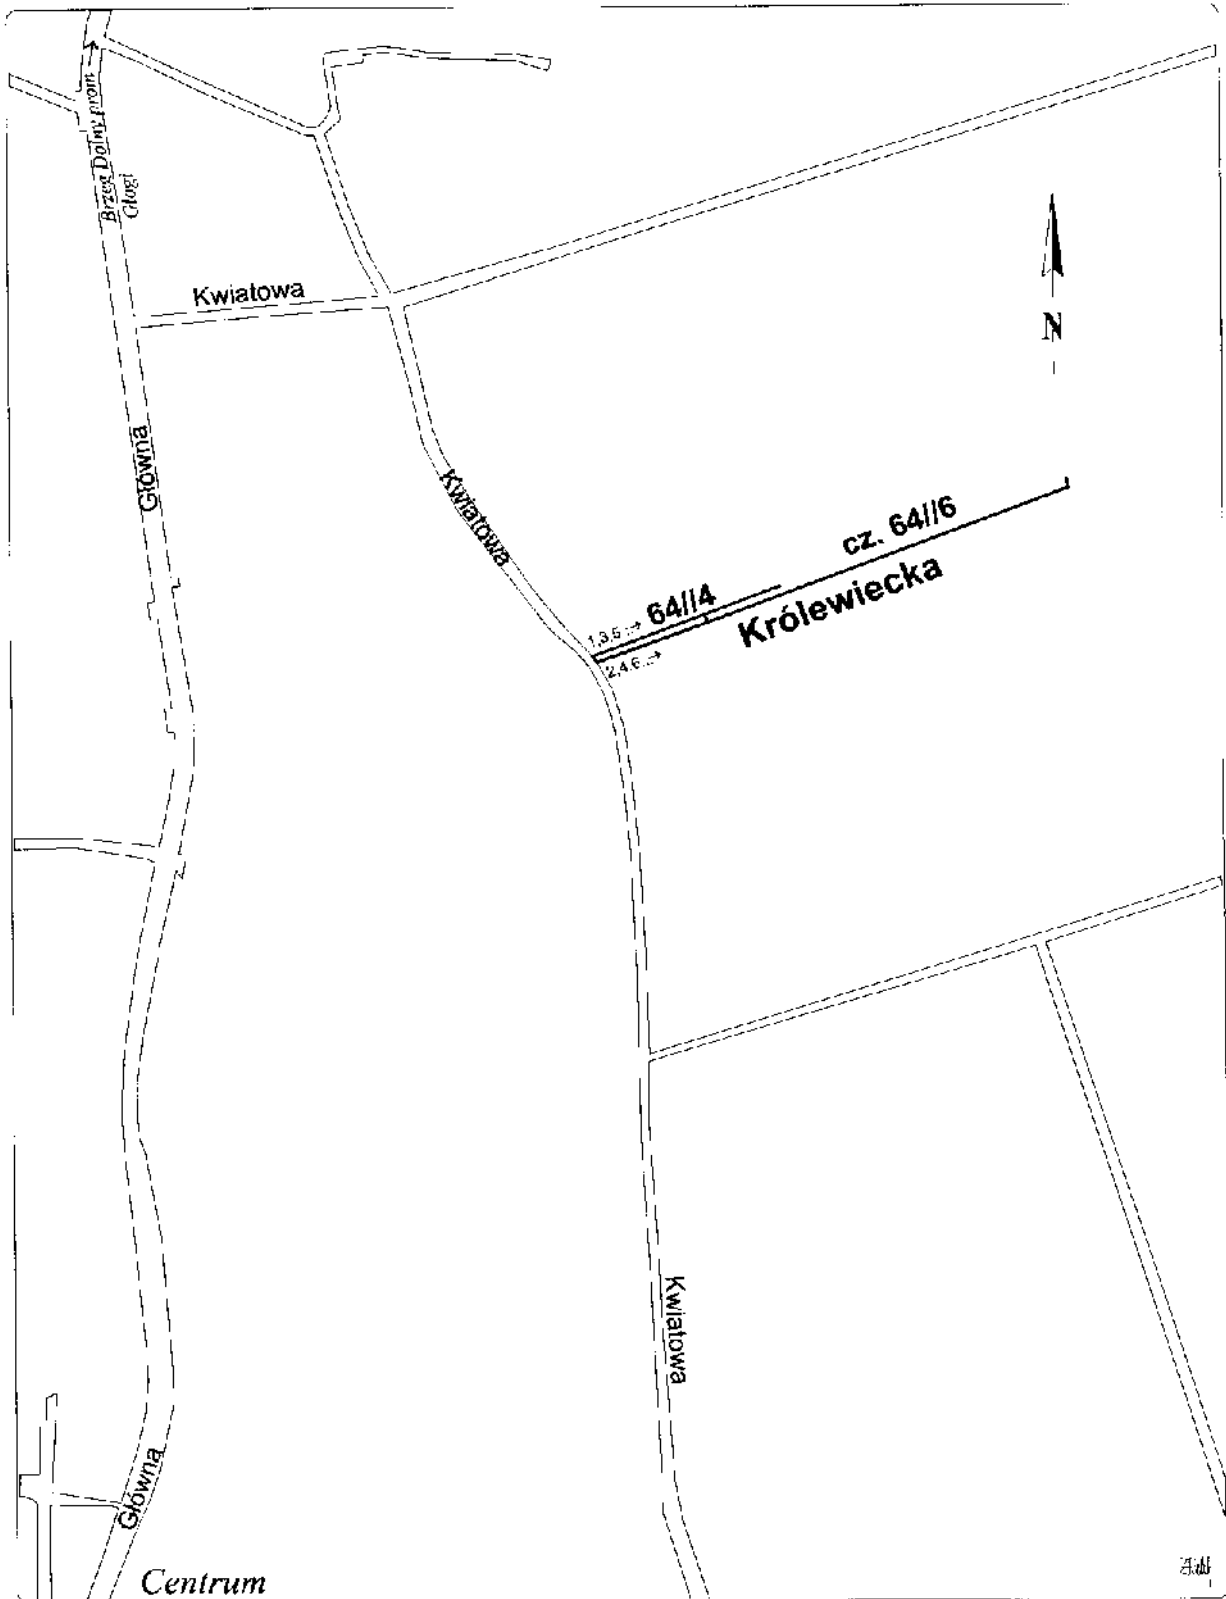 Brzeg Dolny prom
Głogi
Kwiatowa
N
Główna
Kwiatowa
cz. 64//6
64//4
Królewiecka
1,3,5..→
2,4,6..→
Kwiatowa
Główna
Centrum